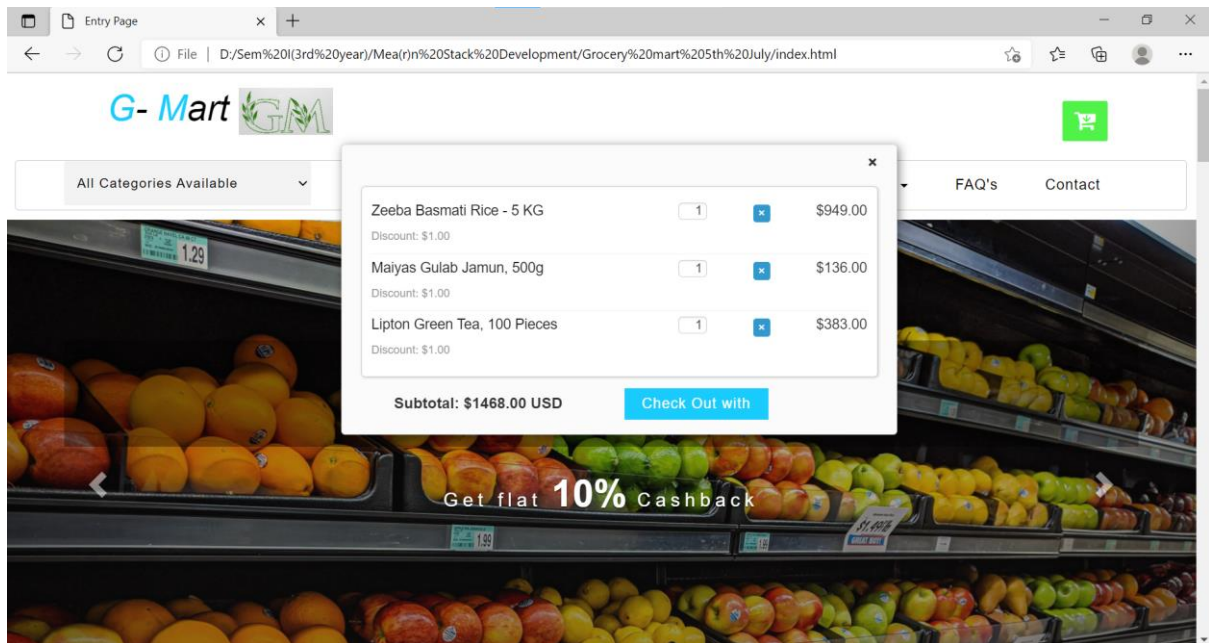 Entry Page
File | D:/Sem%20I(3rd%20year)/Mea(r)n%20Stack%20Development/Grocery%20mart%205th%20July/index.html
G- Mart GM
All Categories Available
FAQ's
Contact
Zeeba Basmati Rice - 5 KG 1 $949.00
Discount: $1.00
Maiyas Gulab Jamun, 500g 1 $136.00
Discount: $1.00
Lipton Green Tea, 100 Pieces 1 $383.00
Discount: $1.00
Subtotal: $1468.00 USD Check Out with
1.29
Get flat 10% Cashback
1.99